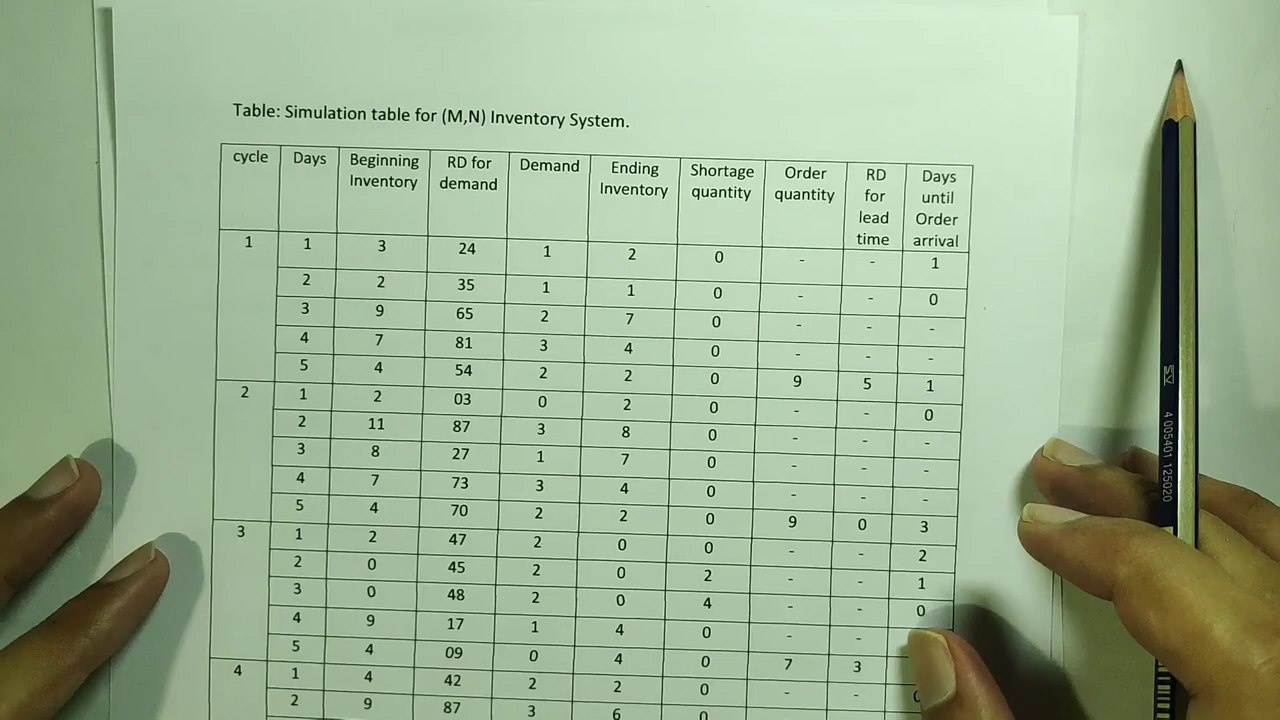 Table: Simulation table for (M,N) Inventory System.
cycle Days Beginning Inventory RD for demand Demand Ending Inventory Shortage quantity Order quantity RD for lead time Days until Order arrival
1 1 3 24 1 2 0 - - 1
2 2 35 1 1 0 - - 0
3 9 65 2 7 0 - - -
4 7 81 3 4 0 - - -
5 4 54 2 2 0 9 5 1
2 1 2 03 0 2 0 - - 0
2 11 87 3 8 0 - - -
3 8 27 1 7 0 - - -
4 7 73 3 4 0 - - -
5 4 70 2 2 0 9 0 3
3 1 2 47 2 0 0 - - 2
2 0 45 2 0 2 - - 1
3 0 48 2 0 4 - - 0
4 9 17 1 4 0 - -
5 4 09 0 4 0 7 3
4 1 4 42 2 2 0 - - 0
2 9 87 3 6 0
4 005401 125020